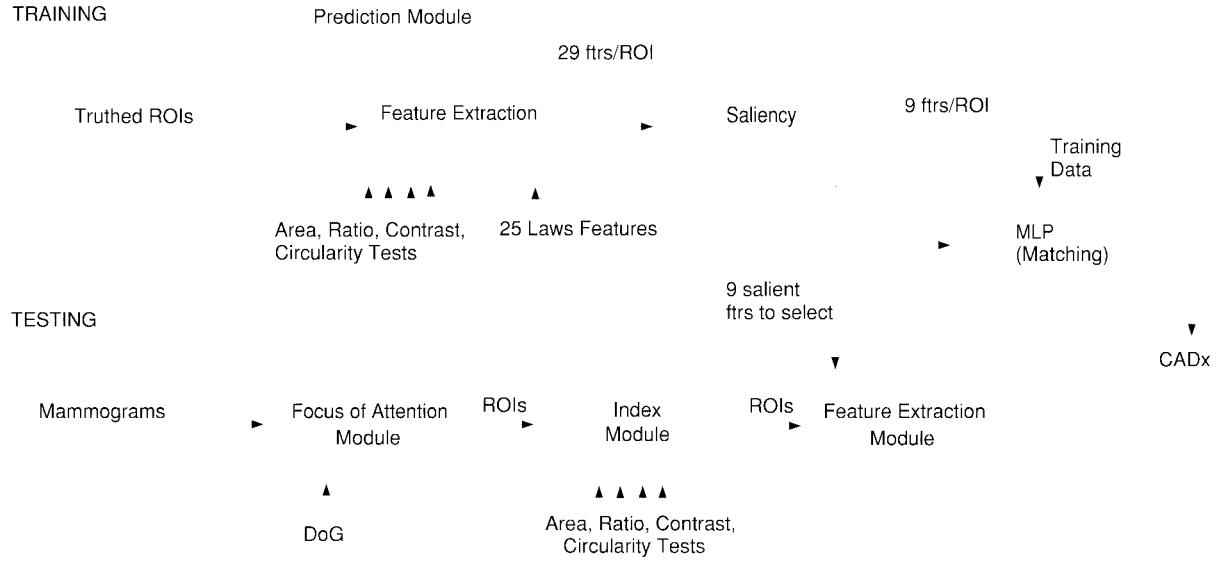 TRAINING
Prediction Module
29 ftrs/ROI
Truthed ROIs
Feature Extraction
Saliency
9 ftrs/ROI
Training
Data
Area, Ratio, Contrast,
Circularity Tests
25 Laws Features
MLP
(Matching)
9 salient
ftrs to select
TESTING
CADx
Mammograms
Focus of Attention
Module
ROIs
Index
Module
ROIs
Feature Extraction
Module
DoG
Area, Ratio, Contrast,
Circularity Tests